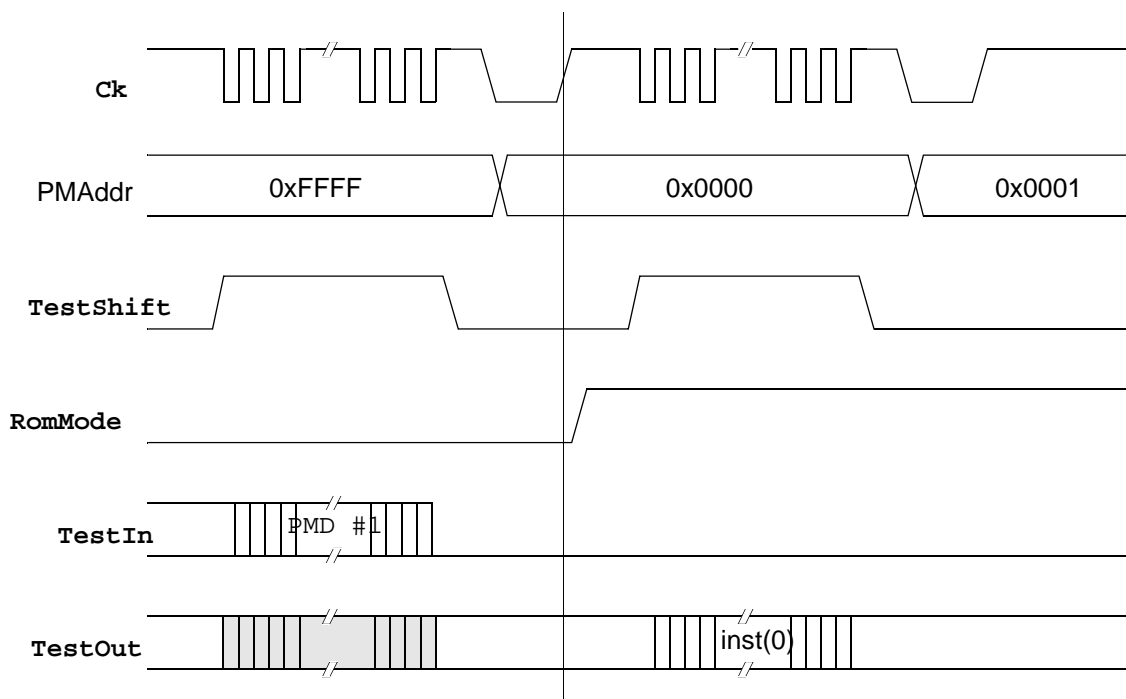 Ck
PMAddr 0xFFFF 0x0000 0x0001
TestShift
RomMode
TestIn PMD #1
TestOut inst(0)